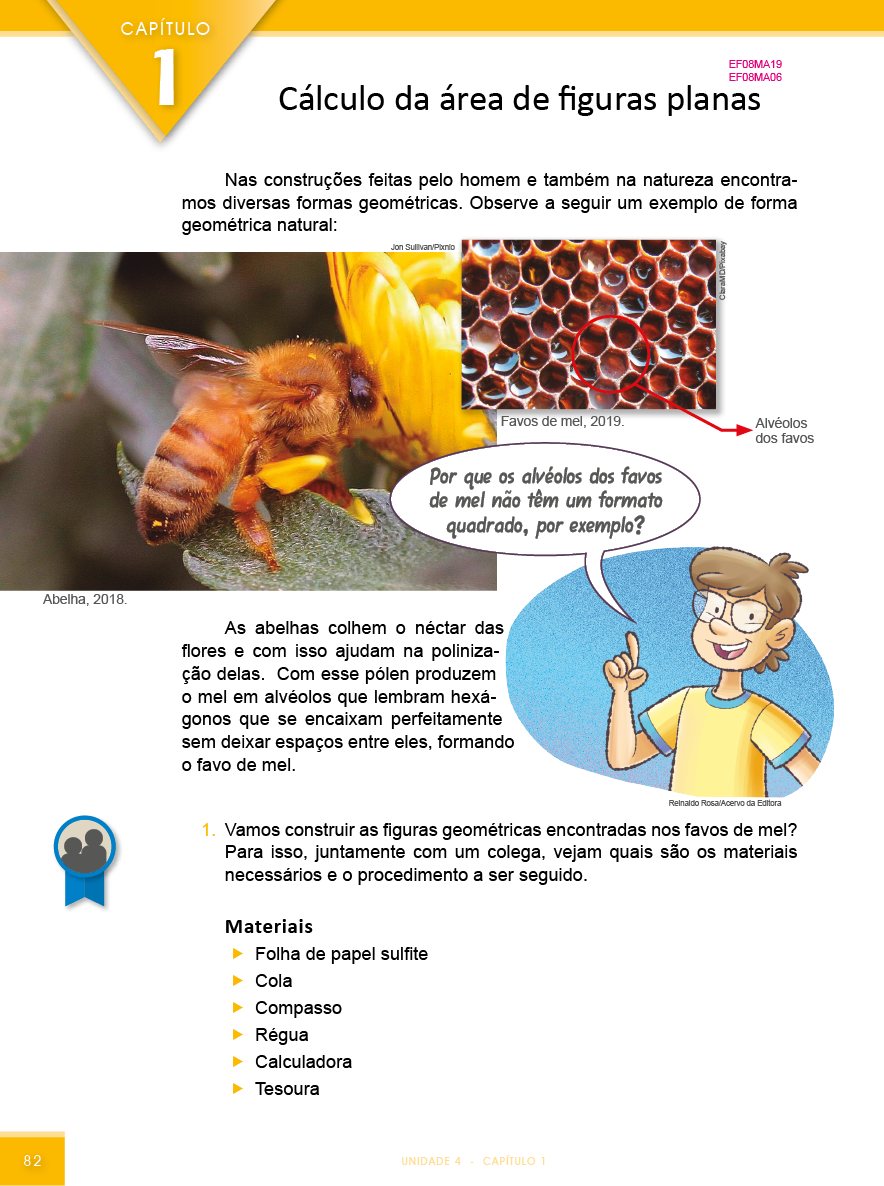 CAPÍTULO
1
EF08MA19
EF08MA06
Cálculo da área de figuras planas
Nas construções feitas pelo homem e também na natureza encontra-
mos diversas formas geométricas. Observe a seguir um exemplo de forma
geométrica natural:
Jon Sullivan/Pixnio
ClaraMD/Pixabay
Favos de mel, 2019.
Alvéolos
dos favos
Por que os alvéolos dos favos
de mel não têm um formato
quadrado, por exemplo?
Abelha, 2018.
As abelhas colhem o néctar das
flores e com isso ajudam na poliniza-
ção delas. Com esse pólen produzem
o mel em alvéolos que lembram hexá-
gonos que se encaixam perfeitamente
sem deixar espaços entre eles, formando
o favo de mel.
Reinaldo Rosa/Acervo da Editora
1. Vamos construir as figuras geométricas encontradas nos favos de mel?
Para isso, juntamente com um colega, vejam quais são os materiais
necessários e o procedimento a ser seguido.
Materiais
Folha de papel sulfite
Cola
Compasso
Régua
Calculadora
Tesoura
82
UNIDADE 4 - CAPÍTULO 1